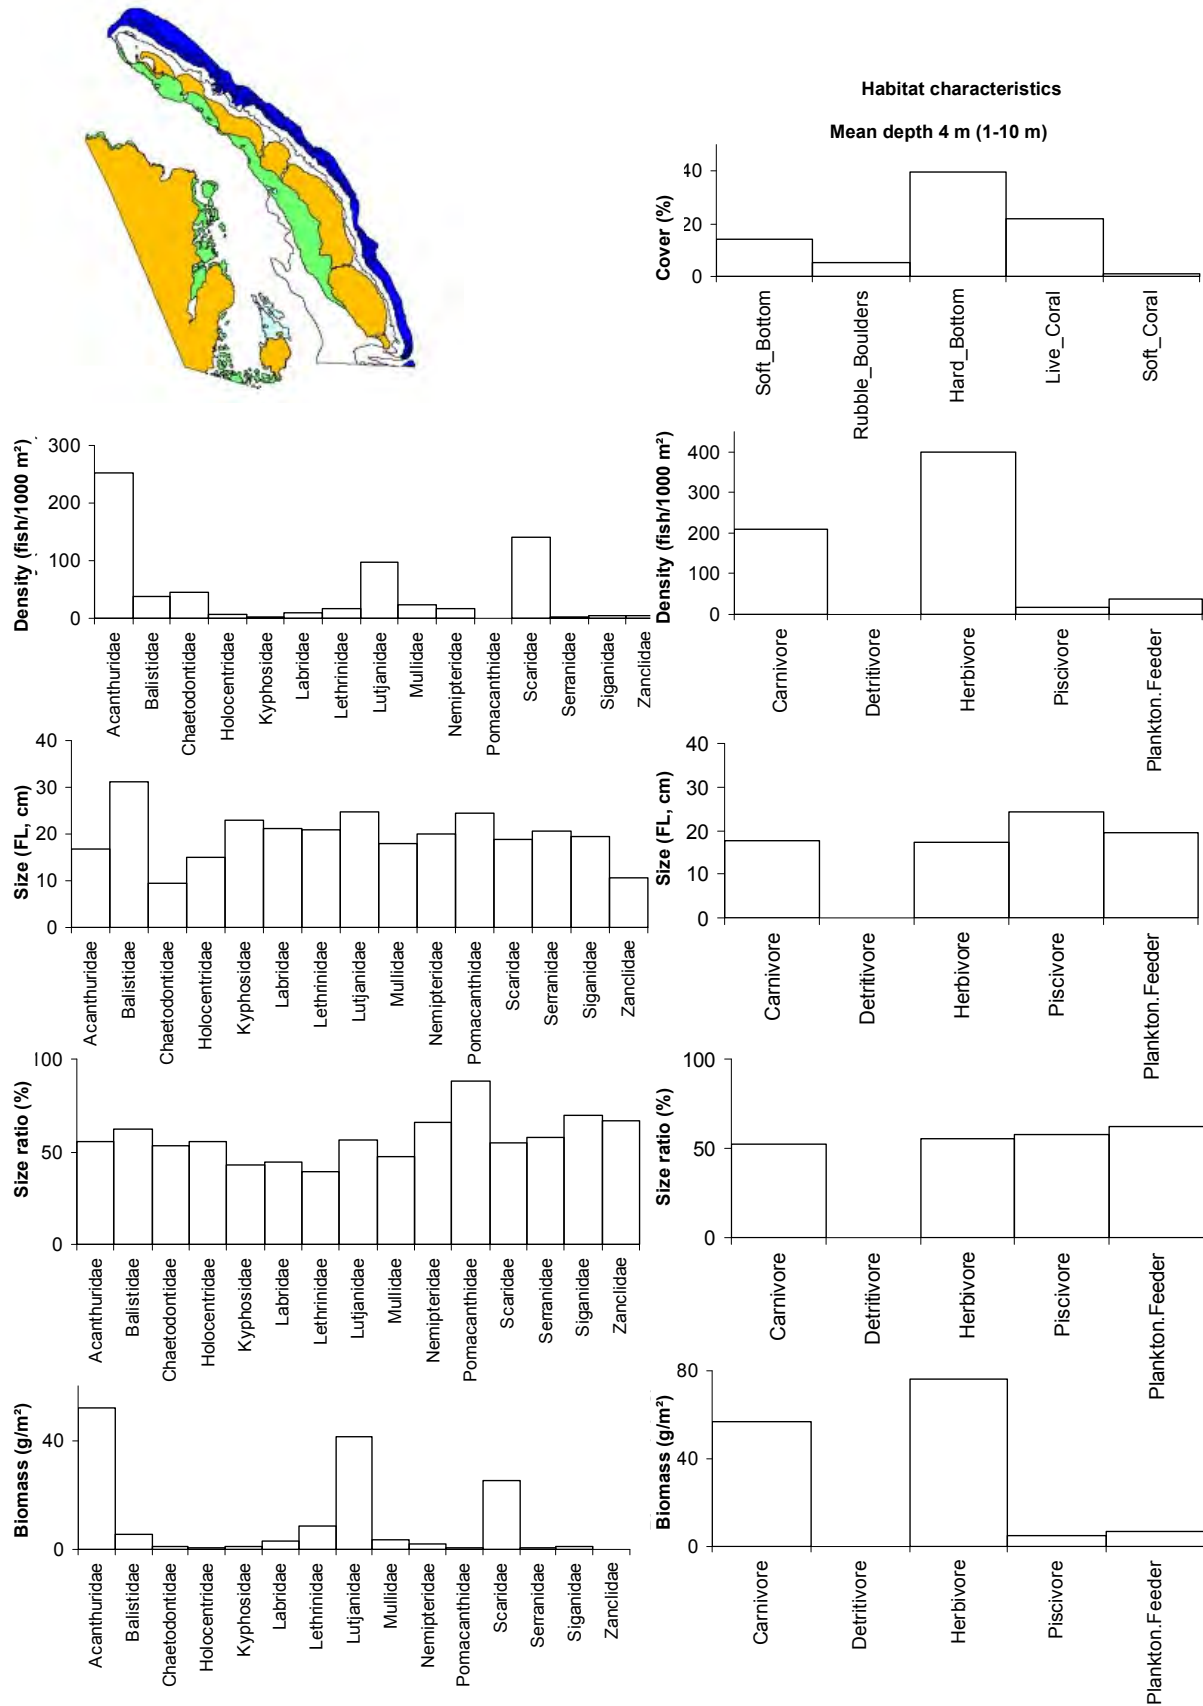 Habitat characteristics
Mean depth 4 m (1-10 m)
Cover (%)
40
20
0
Soft_Bottom
Rubble_Boulders
Hard_Bottom
Live_Coral
Soft_Coral
Density (fish/1000 m²)
300
200
100
0
Acanthuridae
Balistidae
Chaetodontidae
Holocentridae
Kyphosidae
Labridae
Lethrinidae
Lutjanidae
Mullidae
Nemipteridae
Pomacanthidae
Scaridae
Serranidae
Siganidae
Zanclidae
Density (fish/1000 m²)
400
300
200
100
0
Carnivore
Detritivore
Herbivore
Piscivore
Plankton.Feeder
Size (FL, cm)
40
30
20
10
0
Acanthuridae
Balistidae
Chaetodontidae
Holocentridae
Kyphosidae
Labridae
Lethrinidae
Lutjanidae
Mullidae
Nemipteridae
Pomacanthidae
Scaridae
Serranidae
Siganidae
Zanclidae
Size (FL, cm)
40
30
20
10
0
Carnivore
Detritivore
Herbivore
Piscivore
Plankton.Feeder
Size ratio (%)
100
50
0
Acanthuridae
Balistidae
Chaetodontidae
Holocentridae
Kyphosidae
Labridae
Lethrinidae
Lutjanidae
Mullidae
Nemipteridae
Pomacanthidae
Scaridae
Serranidae
Siganidae
Zanclidae
Size ratio (%)
100
50
0
Carnivore
Detritivore
Herbivore
Piscivore
Plankton.Feeder
Biomass (g/m²)
40
0
Acanthuridae
Balistidae
Chaetodontidae
Holocentridae
Kyphosidae
Labridae
Lethrinidae
Lutjanidae
Mullidae
Nemipteridae
Pomacanthidae
Scaridae
Serranidae
Siganidae
Zanclidae
Biomass (g/m²)
80
40
0
Carnivore
Detritivore
Herbivore
Piscivore
Plankton.Feeder